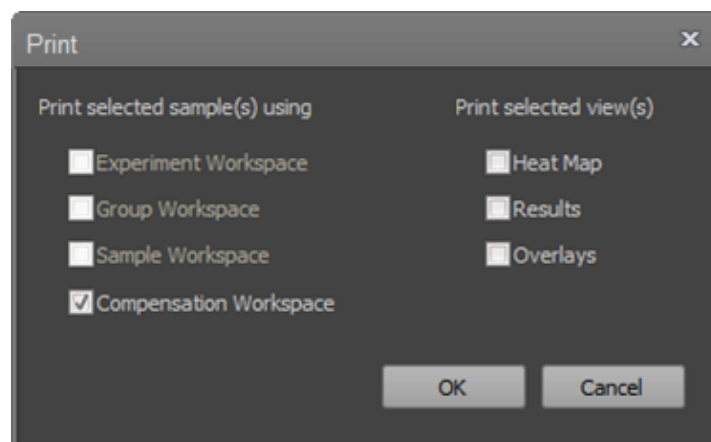 Print
Print selected sample(s) using
Experiment Workspace
Group Workspace
Sample Workspace
Compensation Workspace
Print selected view(s)
Heat Map
Results
Overlays
OK
Cancel